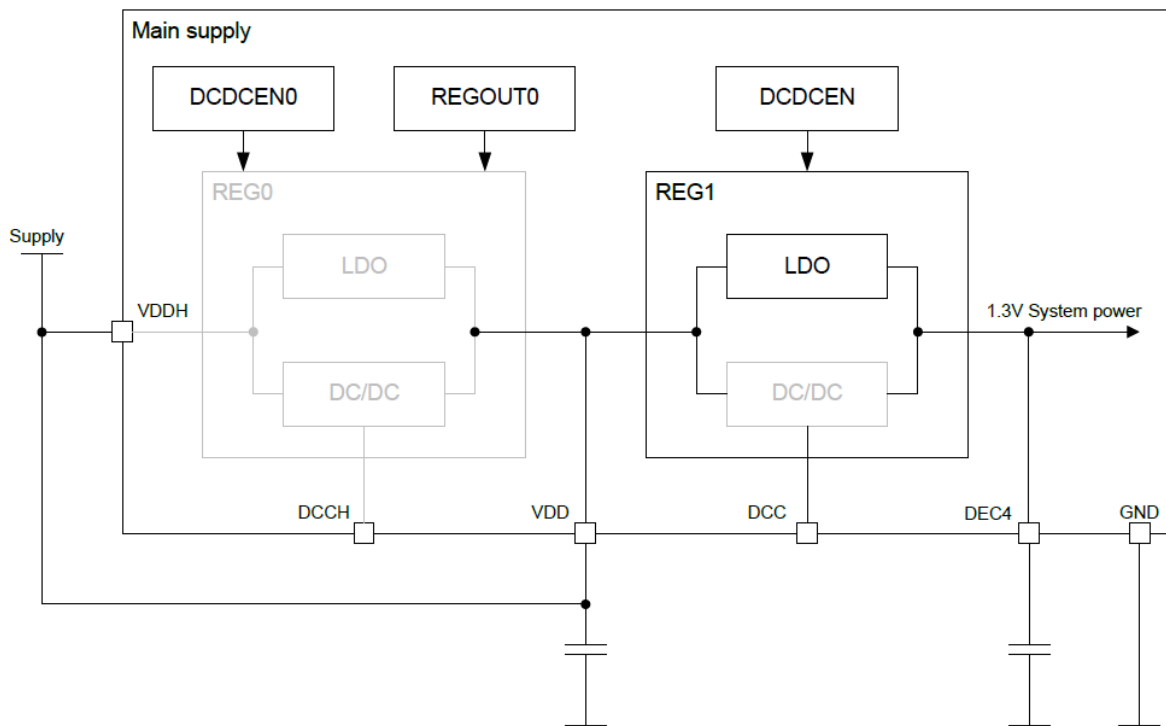 Main supply
DCDCEN0
REGOUT0
DCDCEN
REG0
REG1
Supply
LDO
LDO
VDDH
1.3V System power
DC/DC
DC/DC
DCCH
VDD
DCC
DEC4
GND